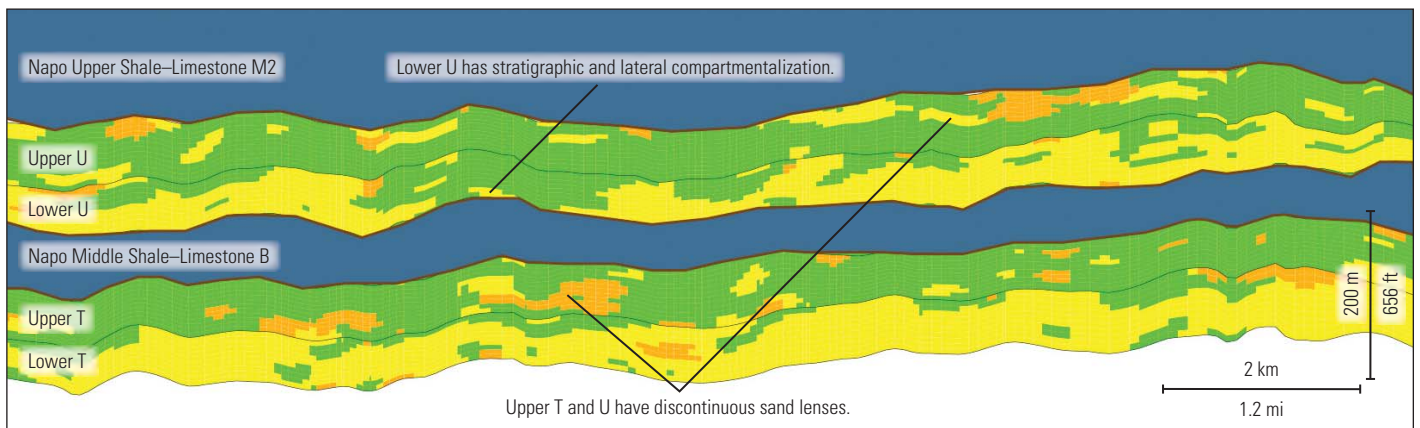 Napo Upper Shale–Limestone M2
Lower U has stratigraphic and lateral compartmentalization.
Upper U
Lower U
Napo Middle Shale–Limestone B
Upper T
Lower T
200 m
656 ft
2 km
1.2 mi
Upper T and U have discontinuous sand lenses.